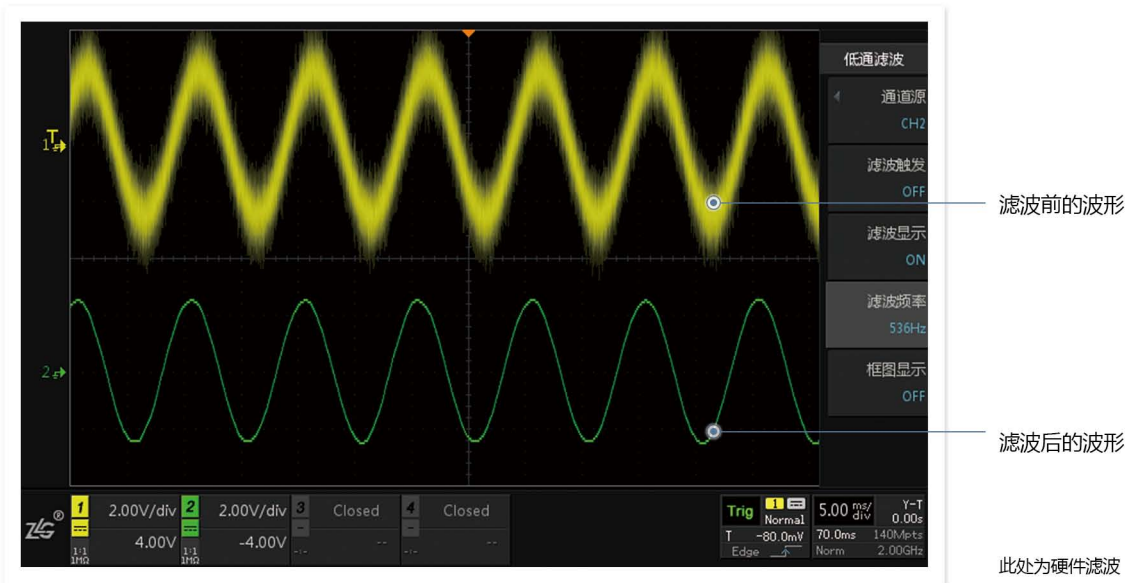 低通滤波
通道源
CH2
滤波触发
OFF
滤波显示
ON
滤波频率
536Hz
框图显示
OFF
T
1
2
滤波前的波形
滤波后的波形
ZLG®
1 2.00V/div 2 2.00V/div 3 Closed 4 Closed
4.00V -4.00V -- --
1:1 1:1 -:- -:-
1MΩ 1MΩ
Trig 1 Normal
T -80.0mV
Edge
5.00 ms/div Y-T
0.00s
70.0ms 140Mpts
Norm 2.00GHz
此处为硬件滤波